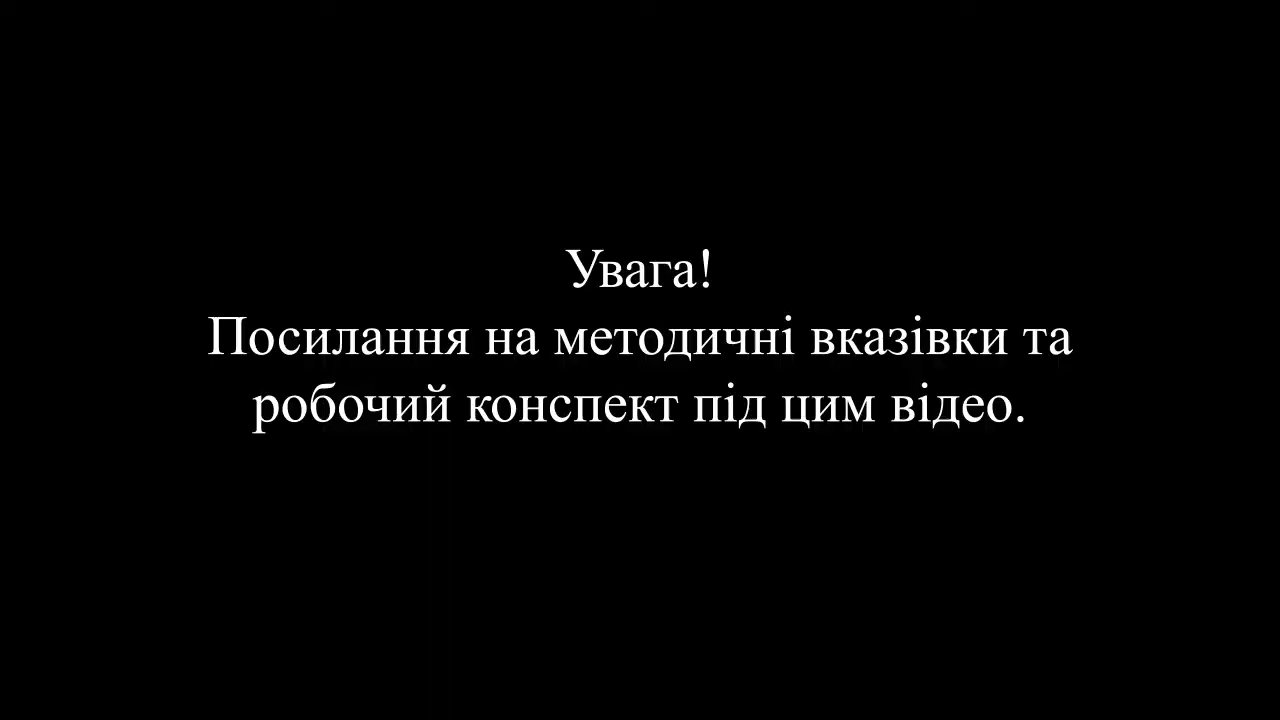 Увага!
Посилання на методичні вказівки та
робочий конспект під цим відео.